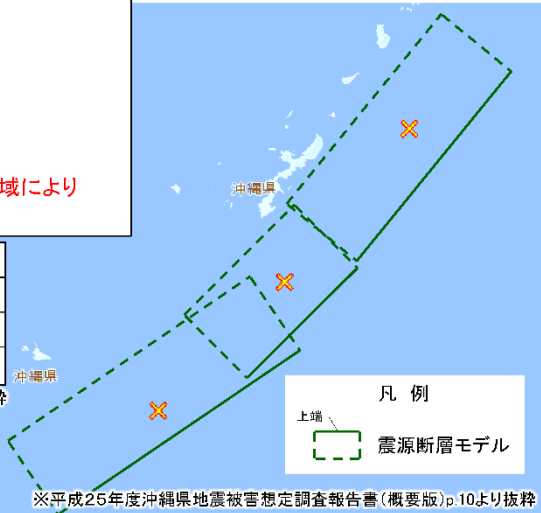 域により
沖縄県
沖縄県
粋
凡 例
上端
震源断層モデル
※平成25年度沖縄県地震被害想定調査報告書(概要版)p.10より抜粋